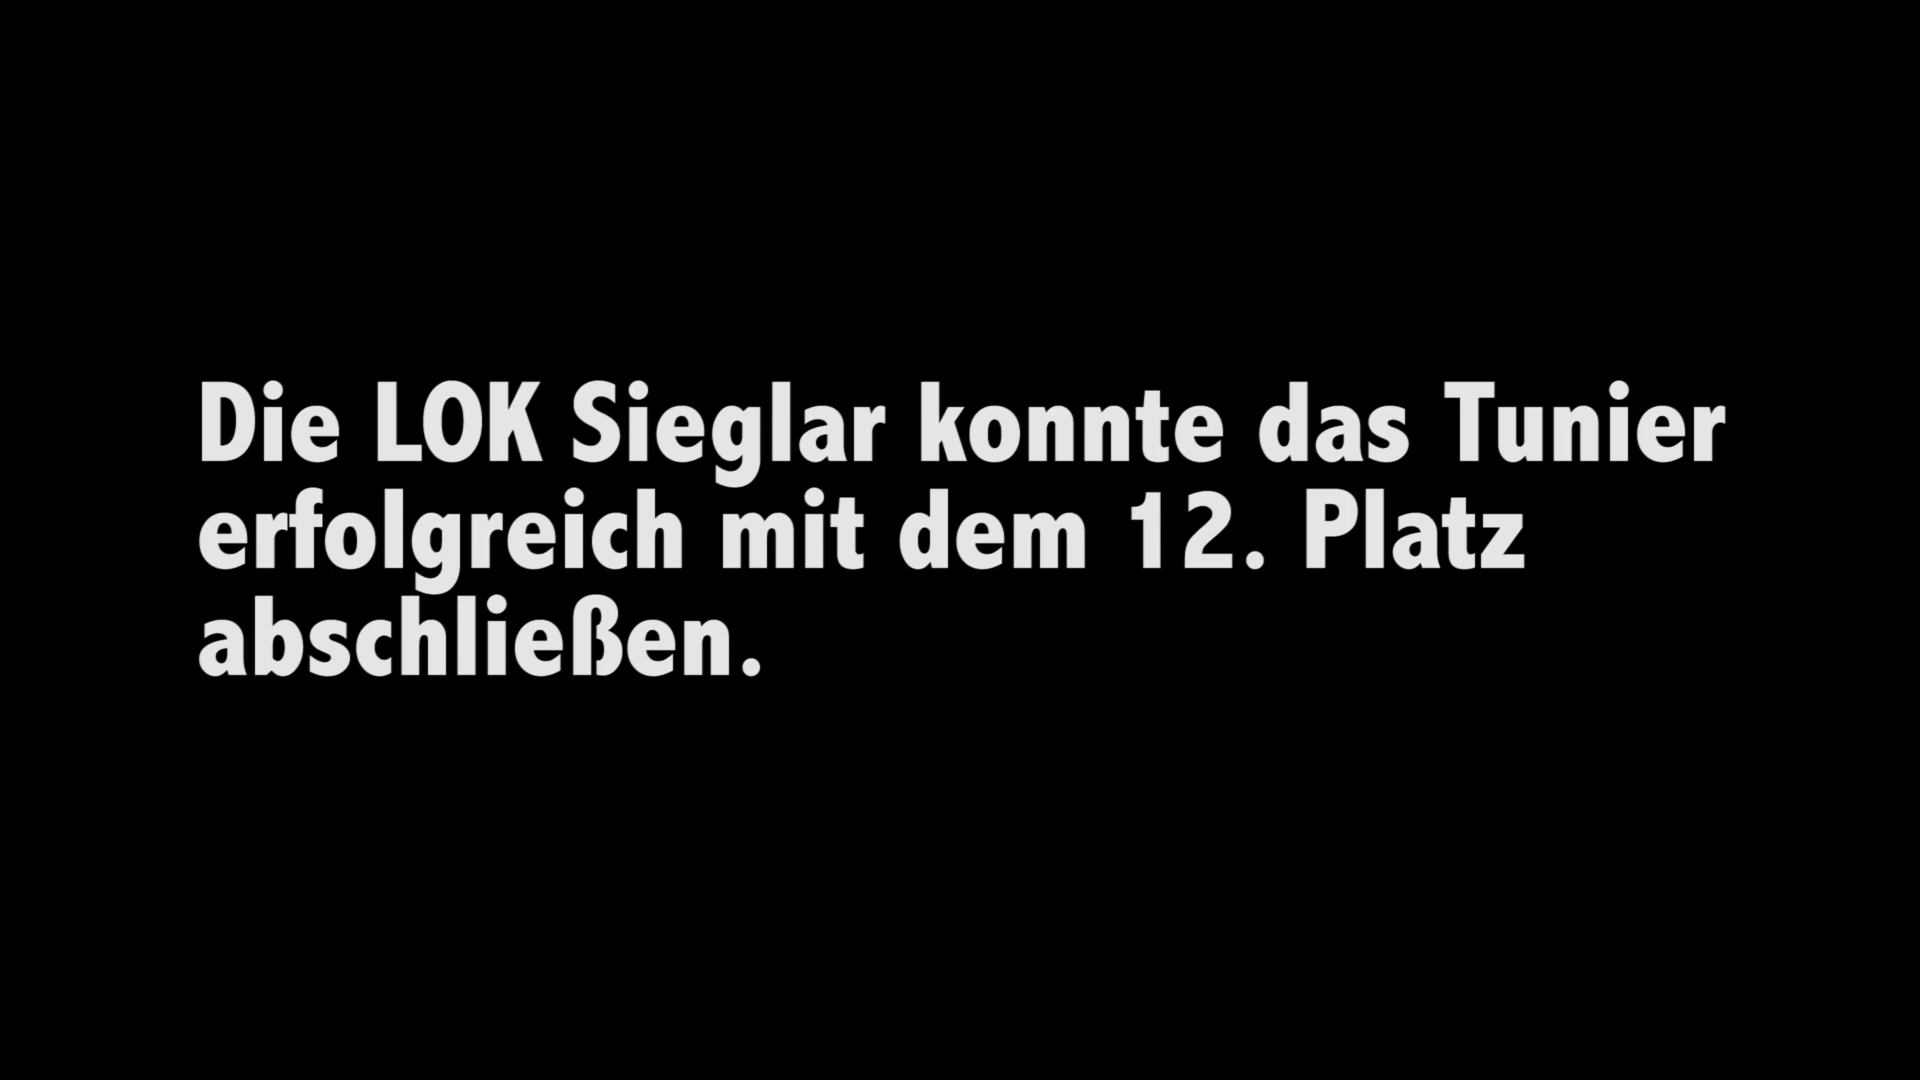 Die LOK Sieglar konnte das Tunier
erfolgreich mit dem 12. Platz
abschließen.